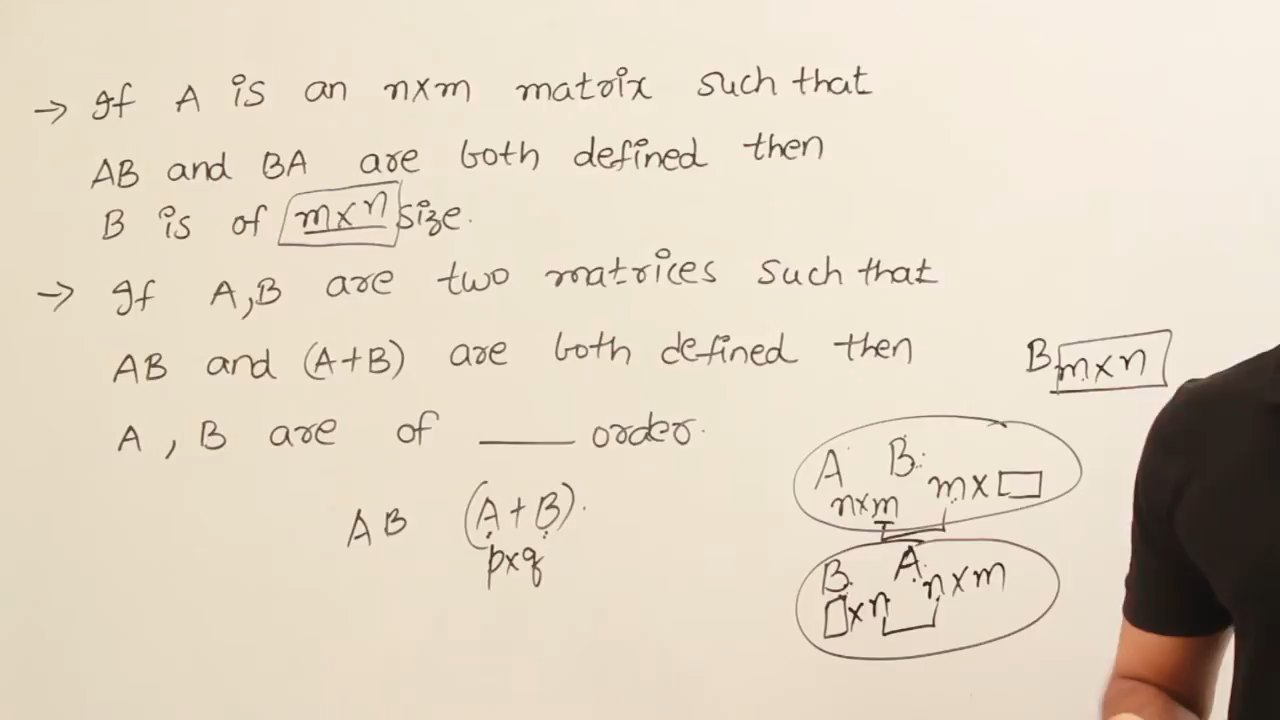 → If A is an n×m matrix such that
AB and BA are both defined then
B is of m×n size.
→ If A,B are two matrices such that
AB and (A+B) are both defined then
A, B are of ____ order.
AB (A+B).
p×q
B m×n
A B
n×m m×□
B A
□×n n×m